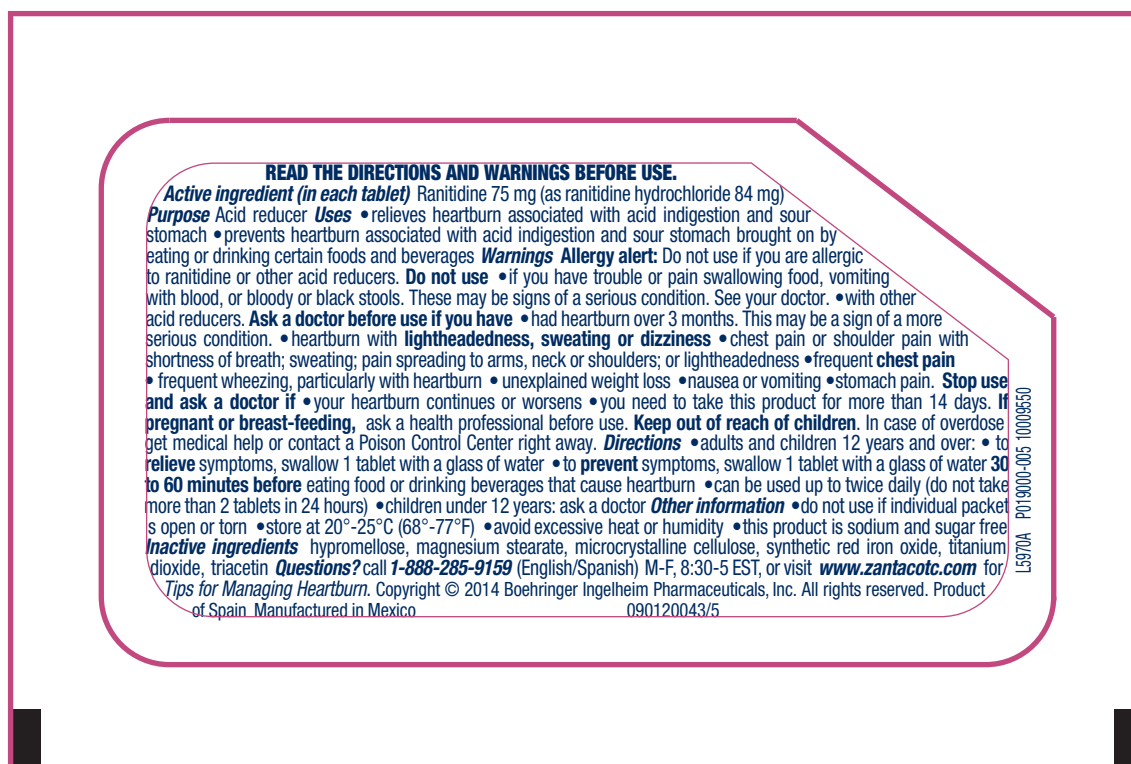 READ THE DIRECTIONS AND WARNINGS BEFORE USE.
Active ingredient (in each tablet) Ranitidine 75 mg (as ranitidine hydrochloride 84 mg)
Purpose Acid reducer Uses •relieves heartburn associated with acid indigestion and sour
stomach •prevents heartburn associated with acid indigestion and sour stomach brought on by
eating or drinking certain foods and beverages Warnings Allergy alert: Do not use if you are allergic
to ranitidine or other acid reducers. Do not use •if you have trouble or pain swallowing food, vomiting
with blood, or bloody or black stools. These may be signs of a serious condition. See your doctor. •with other
acid reducers. Ask a doctor before use if you have •had heartburn over 3 months. This may be a sign of a more
serious condition. •heartburn with lightheadedness, sweating or dizziness •chest pain or shoulder pain with
shortness of breath; sweating; pain spreading to arms, neck or shoulders; or lightheadedness •frequent chest pain
• frequent wheezing, particularly with heartburn • unexplained weight loss •nausea or vomiting •stomach pain. Stop use
and ask a doctor if •your heartburn continues or worsens •you need to take this product for more than 14 days. If
pregnant or breast-feeding, ask a health professional before use. Keep out of reach of children. In case of overdose
get medical help or contact a Poison Control Center right away. Directions •adults and children 12 years and over: • to
relieve symptoms, swallow 1 tablet with a glass of water •to prevent symptoms, swallow 1 tablet with a glass of water 30
to 60 minutes before eating food or drinking beverages that cause heartburn •can be used up to twice daily (do not take
more than 2 tablets in 24 hours) •children under 12 years: ask a doctor Other information •do not use if individual packet
is open or torn •store at 20°-25°C (68°-77°F) •avoid excessive heat or humidity •this product is sodium and sugar free
Inactive ingredients hypromellose, magnesium stearate, microcrystalline cellulose, synthetic red iron oxide, titanium
dioxide, triacetin Questions? call 1-888-285-9159 (English/Spanish) M-F, 8:30-5 EST, or visit www.zantacotc.com for
Tips for Managing Heartburn. Copyright © 2014 Boehringer Ingelheim Pharmaceuticals, Inc. All rights reserved. Product
of Spain Manufactured in Mexico 090120043/5
L5970A P019000-005 10009550